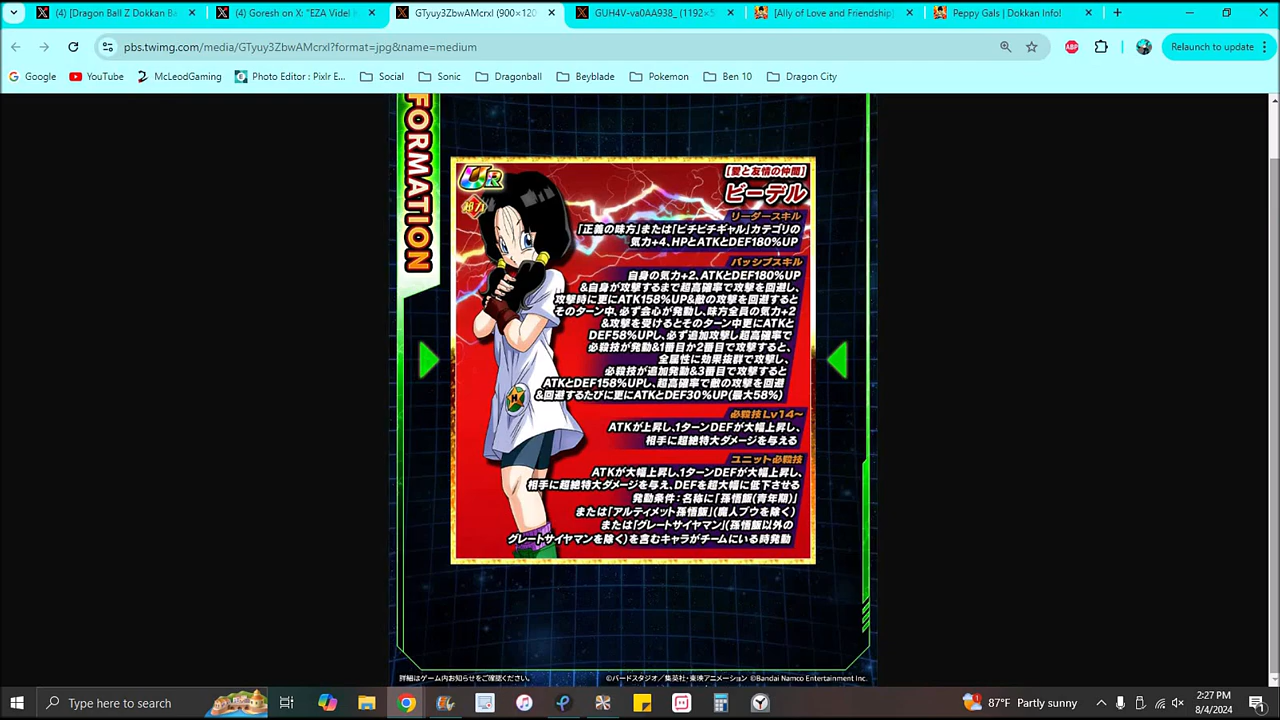 (4) [Dragon Ball Z Dokkan Ba
(4) Goresh on X: "EZA Videl
GTyuy3ZbwAMcrxI (900×120
GUH4V-va0AA938_ (1192×5
[Ally of Love and Friendship]
Peppy Gals | Dokkan Info!
pbs.twimg.com/media/GTyuy3ZbwAMcrxI?format=jpg&name=medium
ABP
Relaunch to update
Google
YouTube
McLeodGaming
Photo Editor : Pixlr E...
Social
Sonic
Dragonball
Beyblade
Pokemon
Ben 10
Dragon City
FORMATION
UR
超力
[愛と友情の仲間]
ビーデル
リーダースキル
「正義の味方」または「ピチピチギャル」カテゴリの
気力+4、HPとATKとDEF180%UP
パッシブスキル
自身の気力+2、ATKとDEF180%UP
&自身が攻撃するまで超高確率で攻撃を回避し、
攻撃時に更にATK158%UP&敵の攻撃を回避すると
そのターン中、必ず会心が発動し、味方全員の気力+2
&攻撃を受けるとそのターン中更にATKと
DEF58%UP、必ず追加攻撃し超高確率で
必殺技が発動&1番目か2番目で攻撃すると、
全属性に効果抜群で攻撃し、
必殺技が追加発動&3番目で攻撃すると
ATKとDEF158%UPし、超高確率で敵の攻撃を回避
&回避するたびに更にATKとDEF30%UP(最大58%)
必殺技Lv14～
ATKが上昇し、1ターンDEFが大幅上昇し、
相手に超絶特大ダメージを与える
ユニット必殺技
ATKが大幅上昇し、1ターンDEFが大幅上昇し、
相手に超絶特大ダメージを与え、DEFを超大幅に低下させる
発動条件：名称に「孫悟飯(青年期)」
または「アルティメット孫悟飯」(魔人ブウを除く)
または「グレートサイヤマン」(孫悟飯以外の
グレートサイヤマンを除く)を含むキャラがチームにいる時発動
詳細はゲーム内お知らせをご確認ください。
©バードスタジオ／集英社・東映アニメーション ©Bandai Namco Entertainment Inc.
Type here to search
87°F Partly sunny
2:27 PM
8/4/2024